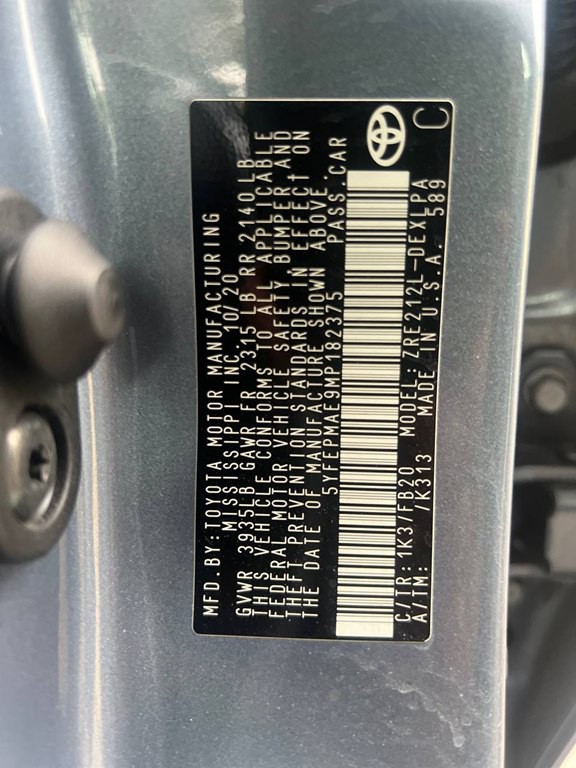 MFD. BY: TOYOTA MOTOR MANUFACTURING
MISSISSIPPI INC. 10/20
GVWR 3935LB GAWR FR 2315 LB RR 2140LB
THIS VEHICLE CONFORMS TO ALL APPLICABLE
FEDERAL MOTOR VEHICLE SAFETY, BUMPER AND
THEFT PREVENTION STANDARDS IN EFFECT ON
THE DATE OF MANUFACTURE SHOWN ABOVE.
5YFEPMAE9MP182375 PASS.CAR
C/TR: 1K3/FB20 MODEL: ZRE212L-DEXLPA
A/TM: /K313 MADE IN U.S.A. 589
C